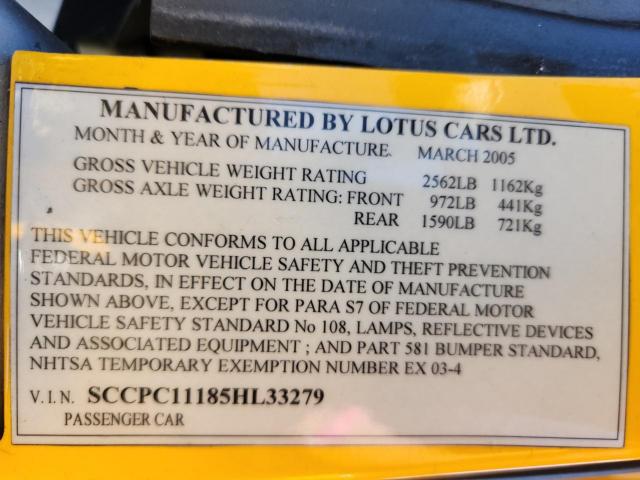 MANUFACTURED BY LOTUS CARS LTD.
MONTH & YEAR OF MANUFACTURE. MARCH 2005
GROSS VEHICLE WEIGHT RATING 2562LB 1162Kg
GROSS AXLE WEIGHT RATING: FRONT 972LB 441Kg
REAR 1590LB 721Kg
THIS VEHICLE CONFORMS TO ALL APPLICABLE
FEDERAL MOTOR VEHICLE SAFETY AND THEFT PREVENTION
STANDARDS, IN EFFECT ON THE DATE OF MANUFACTURE
SHOWN ABOVE, EXCEPT FOR PARA S7 OF FEDERAL MOTOR
VEHICLE SAFETY STANDARD No 108, LAMPS, REFLECTIVE DEVICES
AND ASSOCIATED EQUIPMENT ; AND PART 581 BUMPER STANDARD,
NHTSA TEMPORARY EXEMPTION NUMBER EX 03-4
V.I.N. SCCPC11185HL33279
PASSENGER CAR